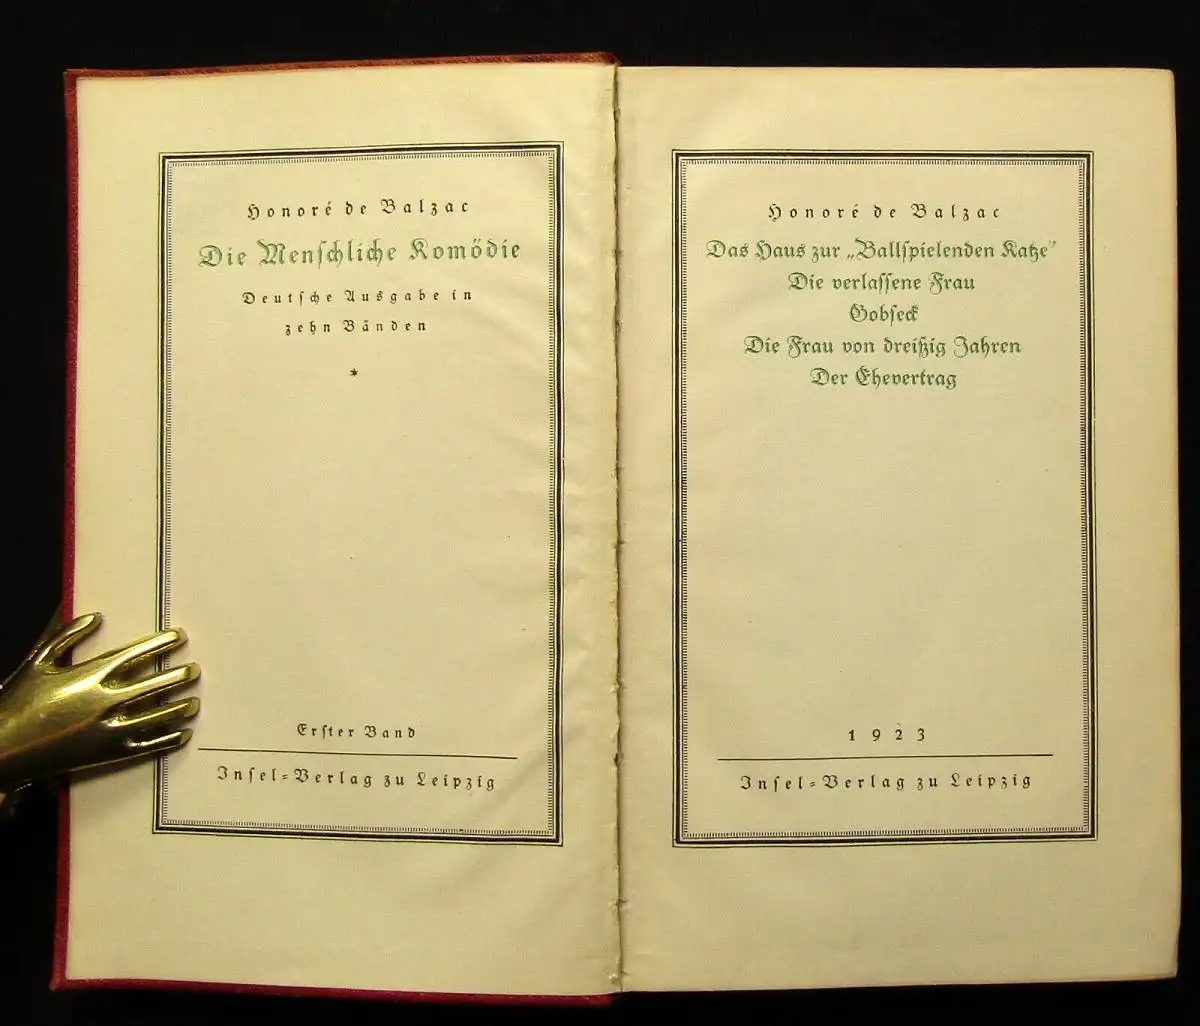 Honoré de Balzac
Die Menschliche Komödie
Deutsche Ausgabe in
zehn Bänden
*
Erster Band
Insel-Verlag zu Leipzig
Honoré de Balzac
Das Haus zur „Ballspielenden Katze"
Die verlassene Frau
Gobseck
Die Frau von dreißig Jahren
Der Ehevertrag
1923
Insel-Verlag zu Leipzig